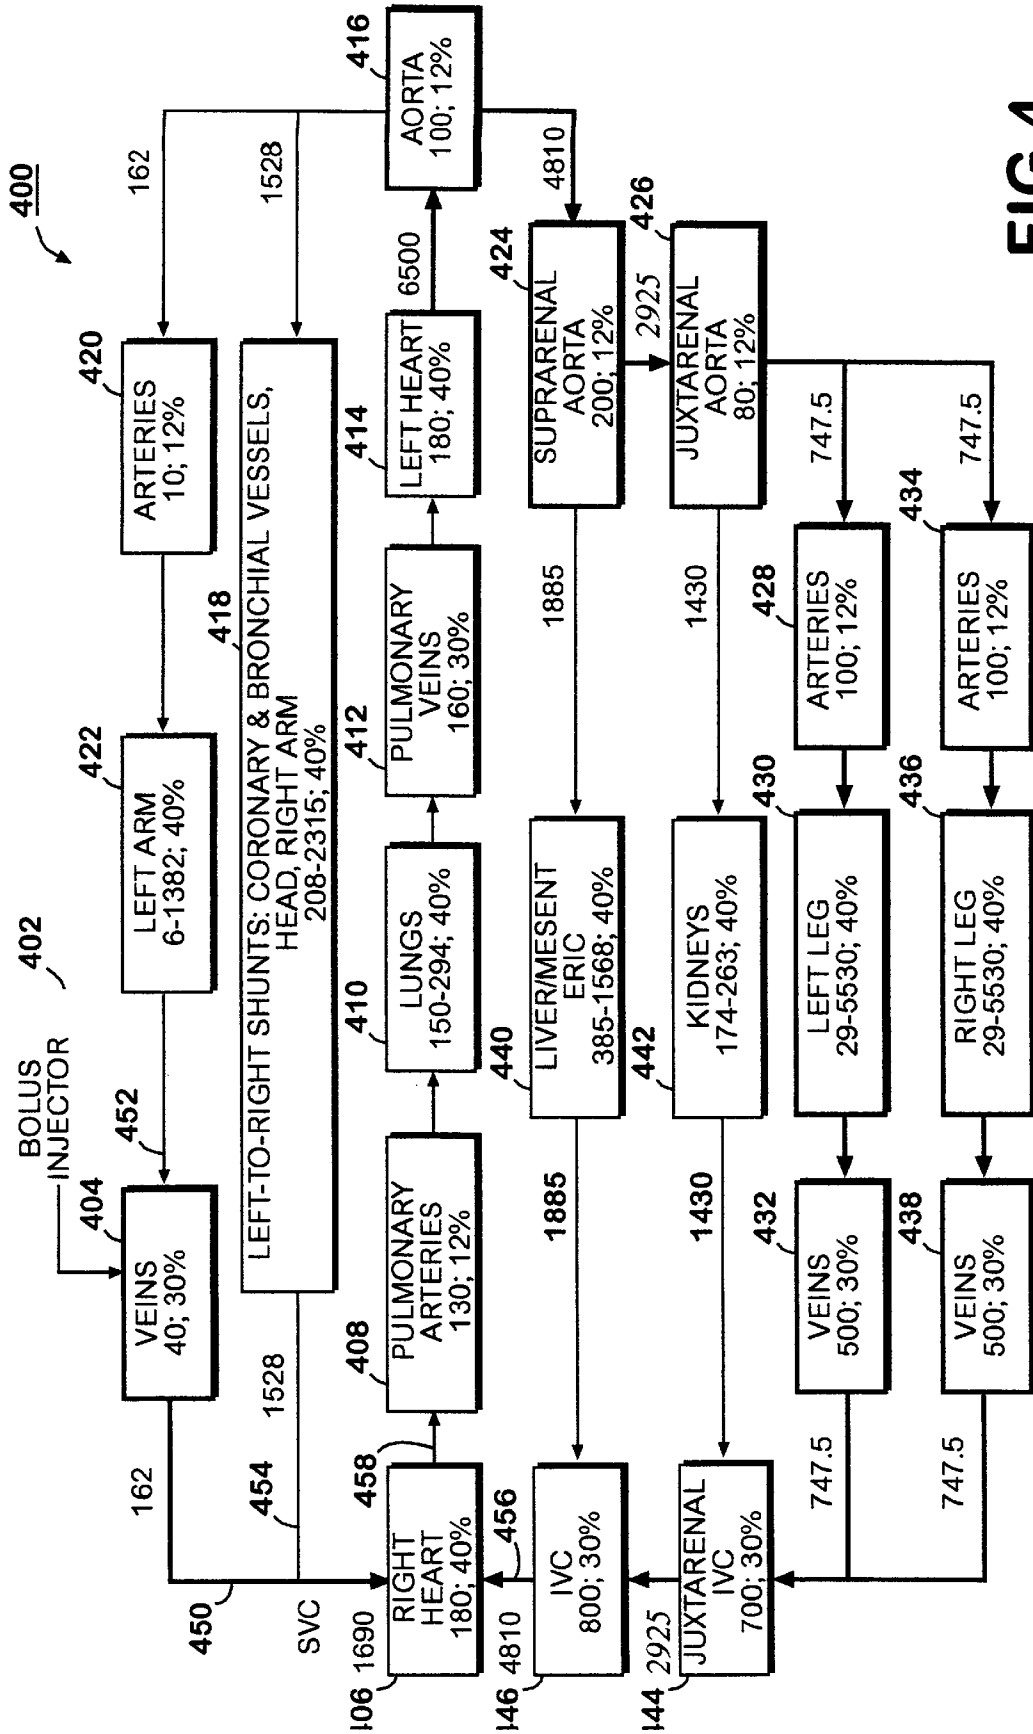 400
402
BOLUS
INJECTOR
404
VEINS
40; 30%
452
422
LEFT ARM
6-1382; 40%
420
ARTERIES
10; 12%
162
162
418
LEFT-TO-RIGHT SHUNTS: CORONARY & BRONCHIAL VESSELS,
HEAD, RIGHT ARM
208-2315; 40%
1528
1528
450
454
SVC
1690
406
RIGHT
HEART
180; 40%
458
408
PULMONARY
ARTERIES
130; 12%
410
LUNGS
150-294; 40%
412
PULMONARY
VEINS
160; 30%
414
LEFT HEART
180; 40%
6500
416
AORTA
100; 12%
4810
456
4810
446
IVC
800; 30%
1885
440
LIVER/MESENT
ERIC
385-1568; 40%
1885
424
SUPRARENAL
AORTA
200; 12%
2925
2925
444
JUXTARENAL
IVC
700; 30%
1430
442
KIDNEYS
174-263; 40%
1430
426
JUXTARENAL
AORTA
80; 12%
747.5
432
VEINS
500; 30%
430
LEFT LEG
29-5530; 40%
428
ARTERIES
100; 12%
747.5
747.5
438
VEINS
500; 30%
436
RIGHT LEG
29-5530; 40%
434
ARTERIES
100; 12%
747.5
FIG 4